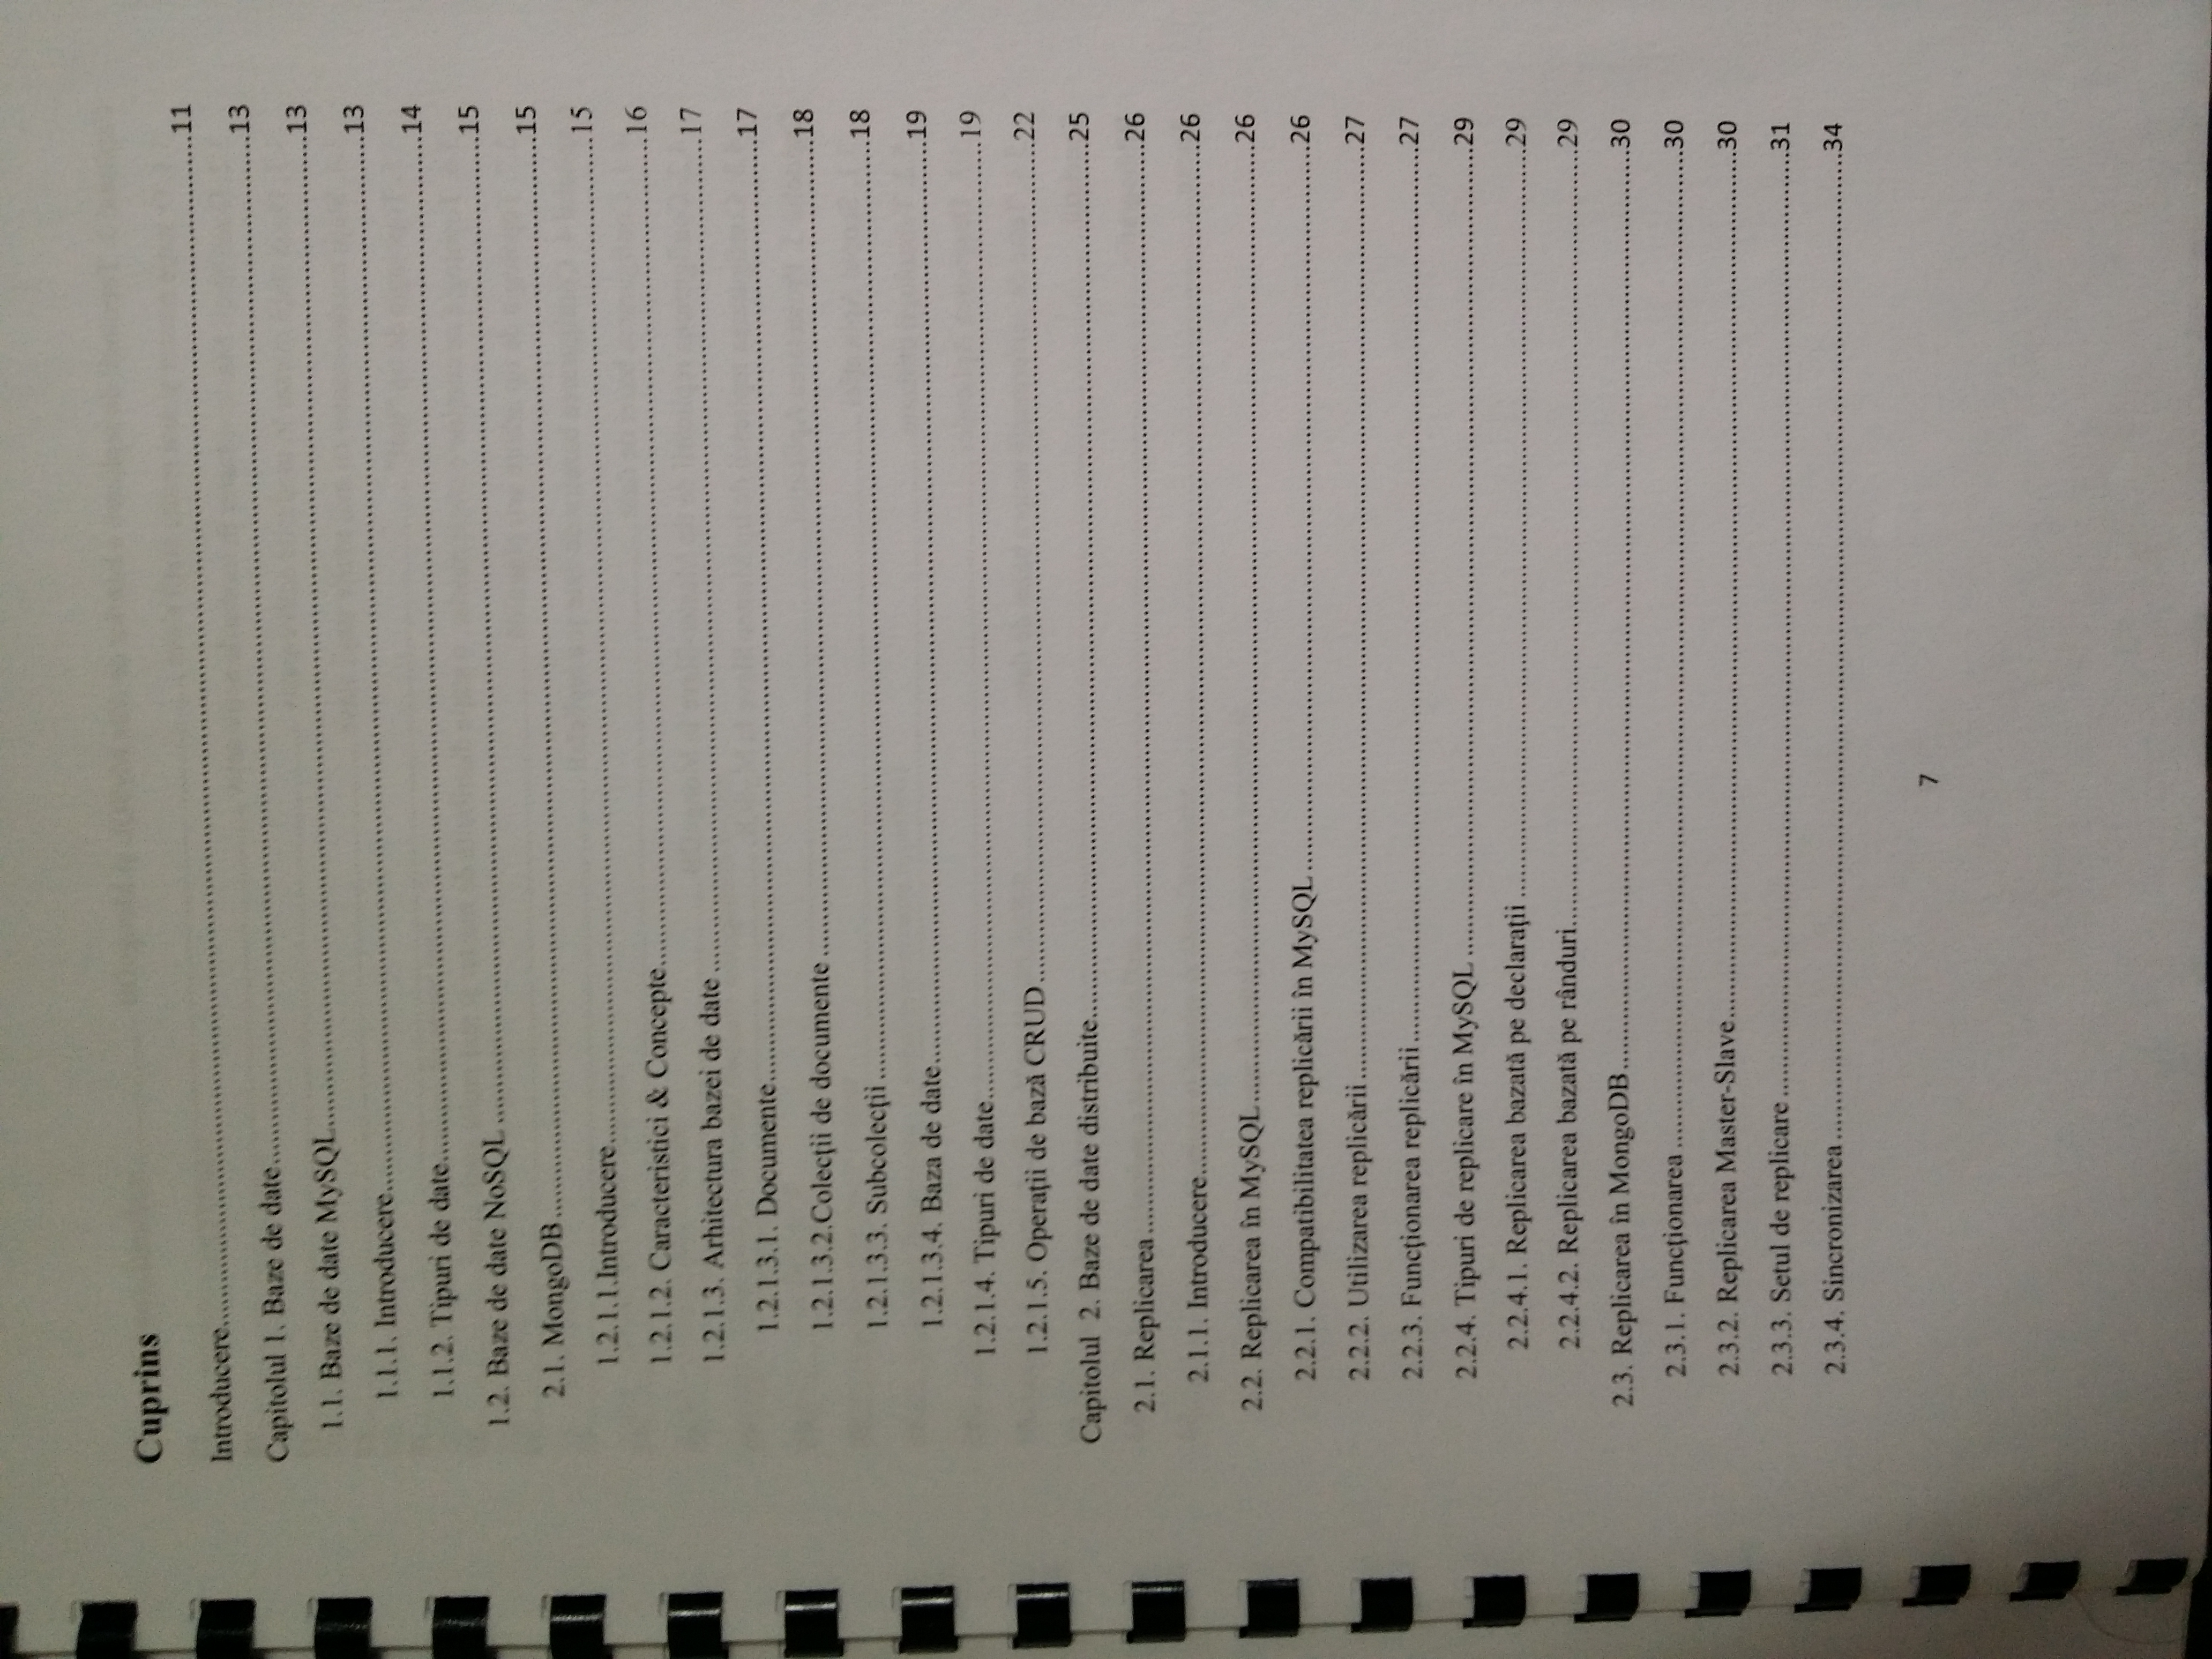 Cuprins
Introducere..........11
Capitolul 1. Baze de date..........13
1.1. Baze de date MySQL..........13
1.1.1. Introducere..........13
1.1.2. Tipuri de date..........14
1.2. Baze de date NoSQL..........15
2.1. MongoDB..........15
1.2.1.1.Introducere..........15
1.2.1.2. Caracteristici & Concepte..........16
1.2.1.3. Arhitectura bazei de date..........17
1.2.1.3.1. Documente..........17
1.2.1.3.2.Colecții de documente..........18
1.2.1.3.3. Subcolecții..........18
1.2.1.3.4. Baza de date..........19
1.2.1.4. Tipuri de date..........19
1.2.1.5. Operații de bază CRUD..........22
Capitolul 2. Baze de date distribuite..........25
2.1. Replicarea..........26
2.1.1. Introducere..........26
2.2. Replicarea în MySQL..........26
2.2.1. Compatibilitatea replicării în MySQL..........26
2.2.2. Utilizarea replicării..........27
2.2.3. Funcționarea replicării..........27
2.2.4. Tipuri de replicare în MySQL..........29
2.2.4.1. Replicarea bazată pe declarații..........29
2.2.4.2. Replicarea bazată pe rânduri..........29
2.3. Replicarea în MongoDB..........30
2.3.1. Funcționarea..........30
2.3.2. Replicarea Master-Slave..........30
2.3.3. Setul de replicare..........31
2.3.4. Sincronizarea..........34
7